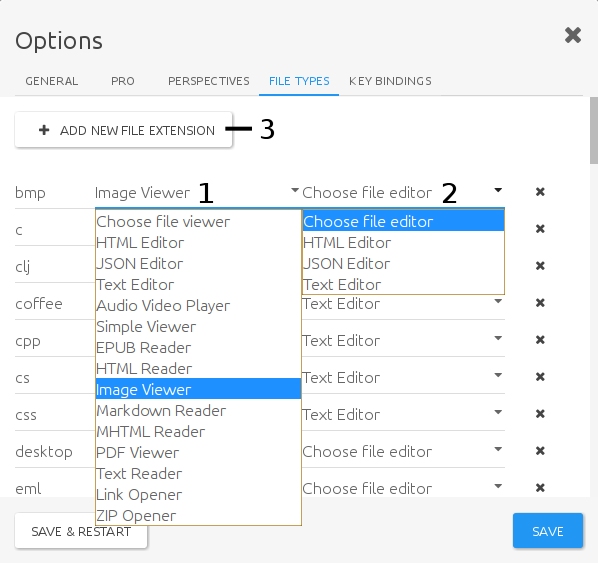 Options
GENERAL PRO PERSPECTIVES FILE TYPES KEY BINDINGS
+ ADD NEW FILE EXTENSION 3
bmp Image Viewer 1 Choose file editor 2
c Choose file viewer Choose file editor
HTML Editor HTML Editor
clj JSON Editor JSON Editor
Text Editor Text Editor
coffee Audio Video Player Text Editor
Simple Viewer
cpp EPUB Reader Text Editor
HTML Reader
cs Image Viewer Text Editor
css Markdown Reader Text Editor
MHTML Reader
desktop PDF Viewer Choose file editor
Text Reader
eml Link Opener Choose file editor
ZIP Opener
SAVE & RESTART SAVE